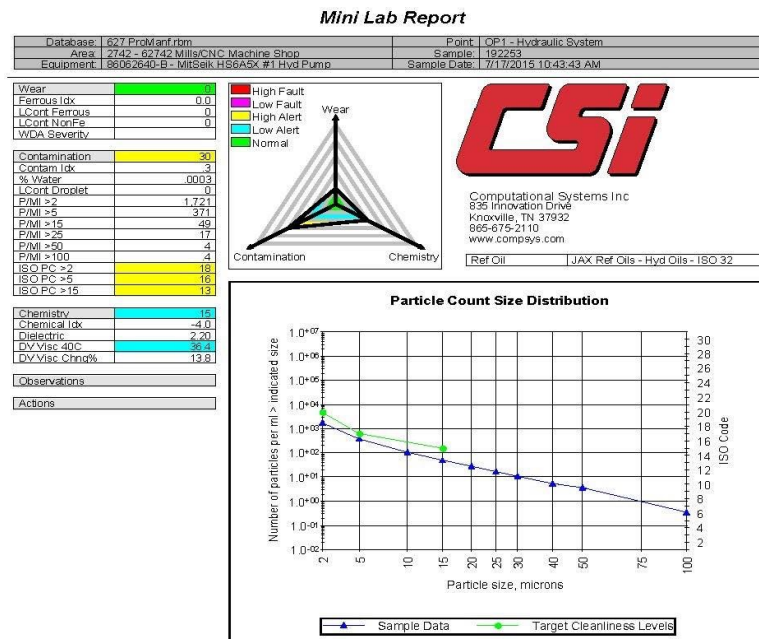 Mini Lab Report
Database: 627 ProManf.rbm Point: OP1 - Hydraulic System
Area: 2742 - 62742 Mills/CNC Machine Shop Sample: 192253
Equipment: 86062640-B - MitSeik HS6A5X #1 Hyd Pump Sample Date: 7/17/2015 10:43:43 AM
Wear 0
Ferrous Idx 0.0
LCont Ferrous 0
LCont NonFe 0
WDA Severity
Contamination 30
Contam Idx .3
% Water .0003
LCont Droplet 0
P/Ml >2 1,721
P/Ml >5 371
P/Ml >15 49
P/Ml >25 17
P/Ml >50 4
P/Ml >100 .4
ISO PC >2 18
ISO PC >5 16
ISO PC >15 13
Chemistry 15
Chemical Idx -4.0
Dielectric 2.20
DV Visc 40C 36.4
DV Visc Chng% 13.8
Observations
Actions
High Fault
Low Fault
High Alert
Low Alert
Normal
Wear
Contamination
Chemistry
CSi
Computational Systems Inc
835 Innovation Drive
Knoxville, TN 37932
865-675-2110
www.compsys.com
Ref Oil JAX Ref Oils - Hyd Oils - ISO 32
Particle Count Size Distribution
Number of particles per ml > indicated size
1.0+07
1.0+06
1.0+05
1.0+04
1.0+03
1.0+02
1.0+01
1.0+00
1.0-01
1.0-02
30
28
26
24
22
20
18
16
14
12
10
8
6
4
2
ISO Code
2 5 10 15 20 25 30 40 50 75 100
Particle size, microns
Sample Data Target Cleanliness Levels